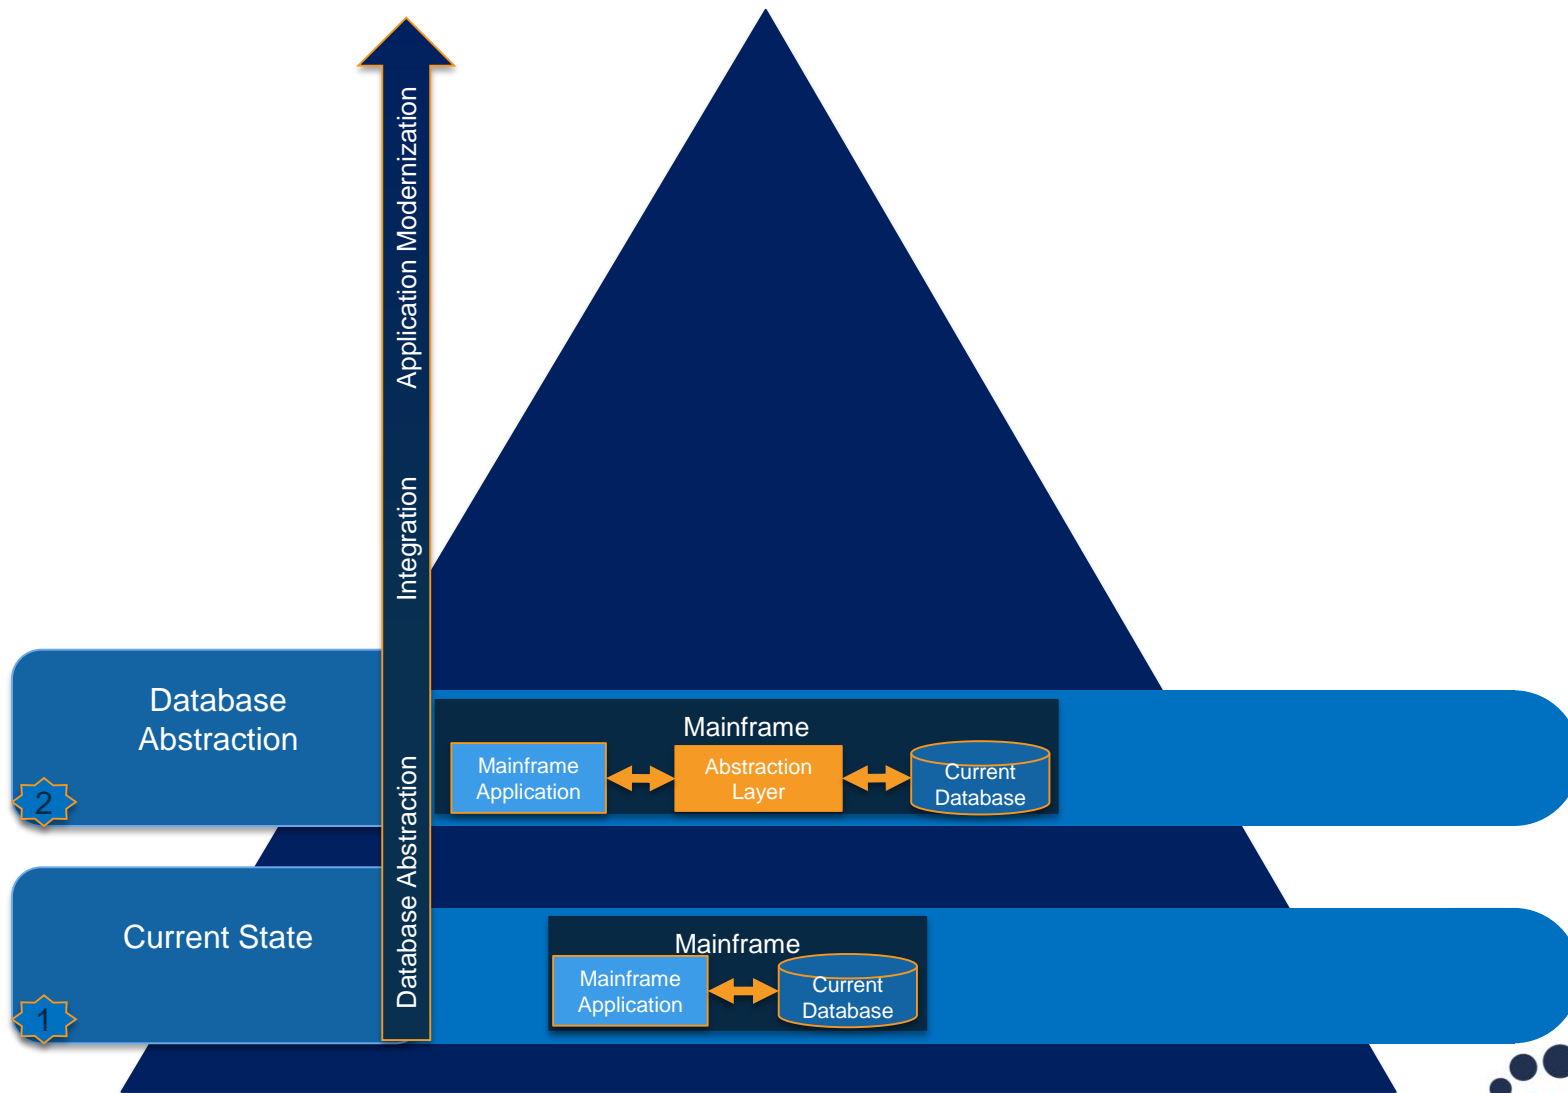 Application Modernization
Integration
Database Abstraction
Database
Abstraction
2
Mainframe
Mainframe
Application
Abstraction
Layer
Current
Database
Current State
1
Mainframe
Mainframe
Application
Current
Database